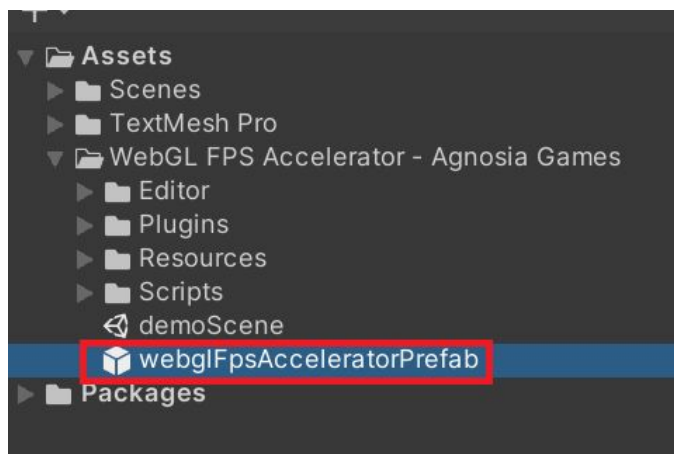 Assets
Scenes
TextMesh Pro
WebGL FPS Accelerator - Agnosia Games
Editor
Plugins
Resources
Scripts
demoScene
webglFpsAcceleratorPrefab
Packages